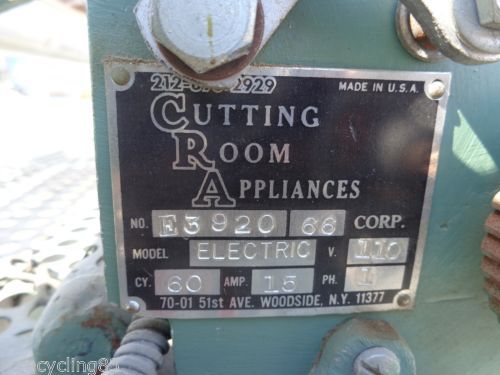 2929
MADE IN U.S.A.
CUTTING
ROOM
APPLIANCES
NO. E3920 66 CORP.
MODEL ELECTRIC V. 110
CY. 60 AMP. 15 PH. 1
70-01 51st AVE. WOODSIDE, N.Y. 11377